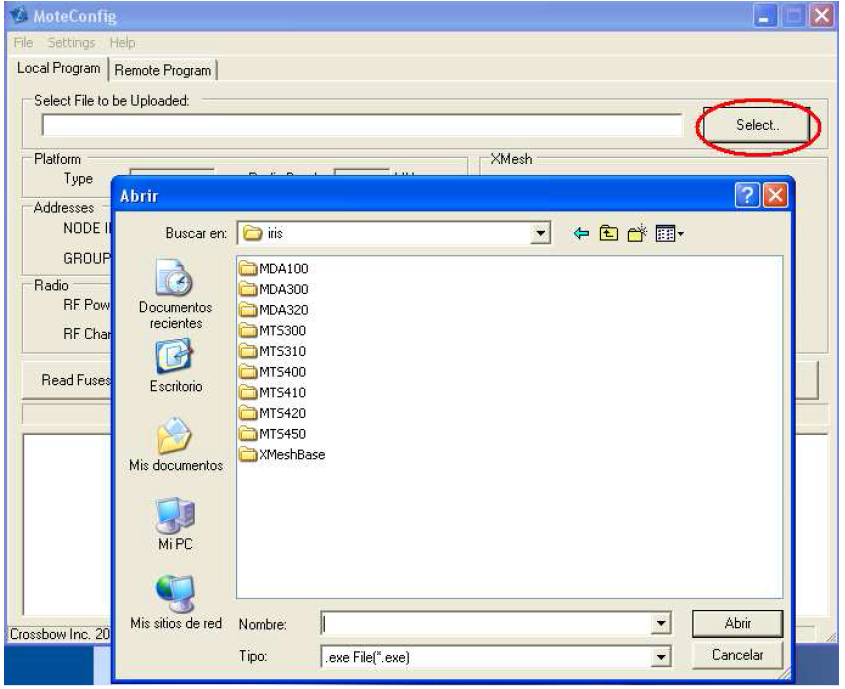 MoteConfig
File Settings Help
Local Program Remote Program
Select File to be Uploaded:
Select..
Platform
XMesh
Type
Abrir
Addresses
NODE I
Buscar en: iris
GROUP
MDA100
MDA300
MDA320
MTS300
MTS310
MTS400
MTS410
MTS420
MTS450
XMeshBase
Radio
RF Pow
RF Char
Read Fuses
Documentos
recientes
Escritorio
Mis documentos
Mi PC
Mis sitios de red
Nombre:
Abrir
Tipo: .exe File(*.exe)
Cancelar
Crossbow Inc. 20